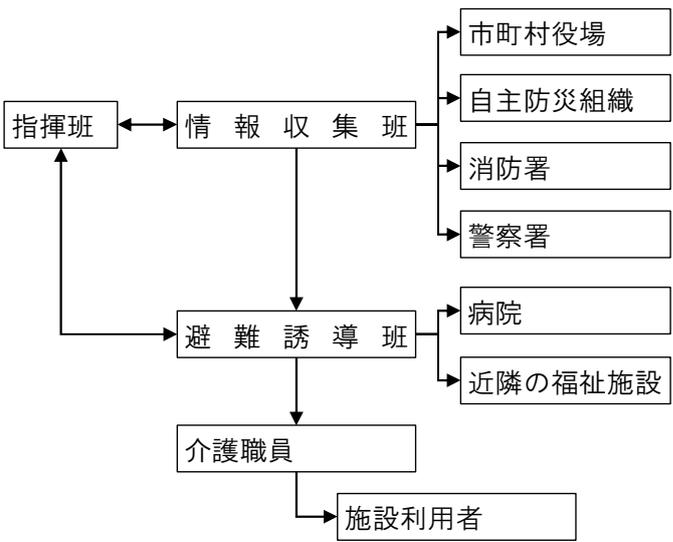 市町村役場
自主防災組織
指揮班
情報収集班
消防署
警察署
病院
避難誘導班
近隣の福祉施設
介護職員
施設利用者